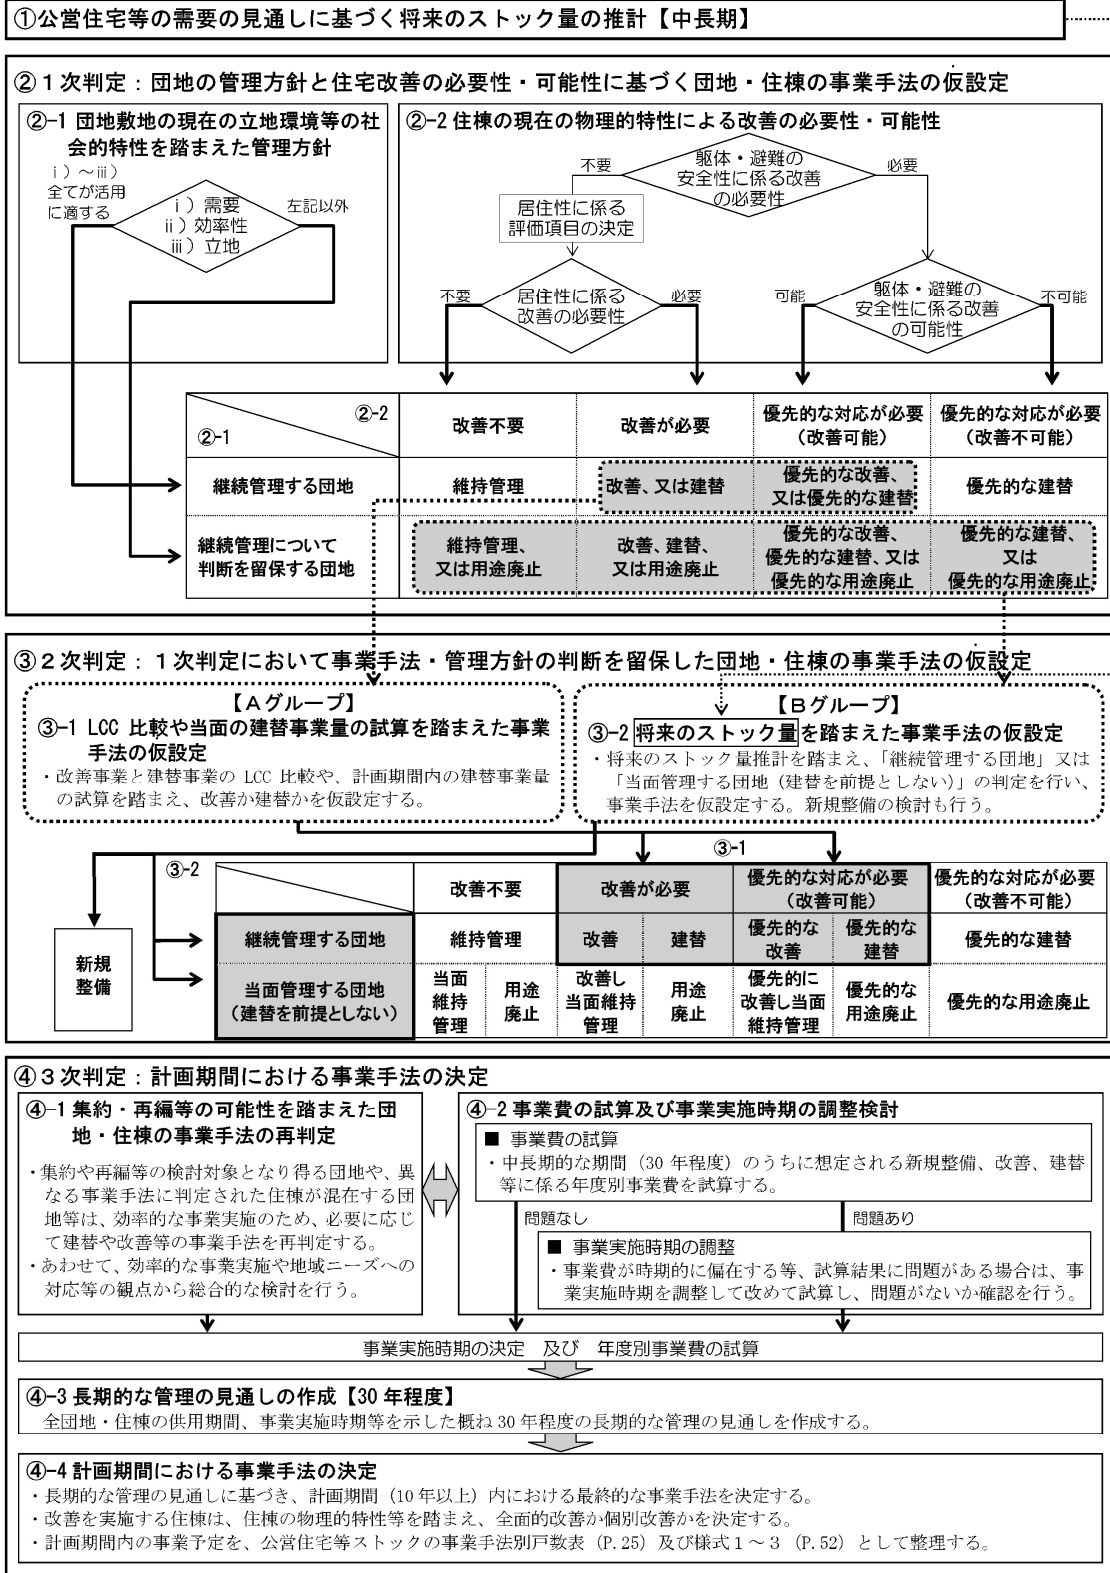 ①公営住宅等の需要の見通しに基づく将来のストック量の推計【中長期】
②１次判定：団地の管理方針と住宅改善の必要性・可能性に基づく団地・住棟の事業手法の仮設定
②-1 団地敷地の現在の立地環境等の社
会的特性を踏まえた管理方針
ⅰ）～ⅲ）
全てが活用
に適する
ⅰ）需要
ⅱ）効率性
ⅲ）立地
左記以外
②-2 住棟の現在の物理的特性による改善の必要性・可能性
不要
躯体・避難の
安全性に係る改善
の必要性
必要
居住性に係る
評価項目の決定
不要
居住性に係る
改善の必要性
必要
可能
躯体・避難の
安全性に係る改善
の可能性
不可能
②-2
②-1
改善不要
改善が必要
優先的な対応が必要
（改善可能）
優先的な対応が必要
（改善不可能）
継続管理する団地
維持管理
改善、又は建替
優先的な改善、
又は優先的な建替
優先的な建替
継続管理について
判断を留保する団地
維持管理、
又は用途廃止
改善、建替、
又は用途廃止
優先的な改善、
優先的な建替、又は
優先的な用途廃止
優先的な建替、
又は
優先的な用途廃止
③２次判定：１次判定において事業手法・管理方針の判断を留保した団地・住棟の事業手法の仮設定
【Ａグループ】
③-1 LCC 比較や当面の建替事業量の試算を踏まえた事業
手法の仮設定
・改善事業と建替事業の LCC 比較や、計画期間内の建替事業量
の試算を踏まえ、改善か建替かを仮設定する。
【Ｂグループ】
③-2 将来のストック量を踏まえた事業手法の仮設定
・将来のストック量推計を踏まえ、「継続管理する団地」又は
「当面管理する団地（建替を前提としない）」の判定を行い、
事業手法を仮設定する。新規整備の検討も行う。
③-1
③-2
改善不要
改善が必要
優先的な対応が必要
（改善可能）
優先的な対応が必要
（改善不可能）
新規
整備
継続管理する団地
維持管理
改善
建替
優先的な
改善
優先的な
建替
優先的な建替
当面管理する団地
（建替を前提としない）
当面
維持
管理
用途
廃止
改善し
当面維持
管理
用途
廃止
優先的に
改善し当面
維持管理
優先的な
用途廃止
優先的な用途廃止
④３次判定：計画期間における事業手法の決定
④-1 集約・再編等の可能性を踏まえた団
地・住棟の事業手法の再判定
・集約や再編等の検討対象となり得る団地や、異
なる事業手法に判定された住棟が混在する団
地等は、効率的な事業実施のため、必要に応じ
て建替や改善等の事業手法を再判定する。
・あわせて、効率的な事業実施や地域ニーズへの
対応等の観点から総合的な検討を行う。
④-2 事業費の試算及び事業実施時期の調整検討
■ 事業費の試算
・中長期的な期間（30 年程度）のうちに想定される新規整備、改善、建替
等に係る年度別事業費を試算する。
問題なし
問題あり
■ 事業実施時期の調整
・事業費が時期的に偏在する等、試算結果に問題がある場合は、事
業実施時期を調整して改めて試算し、問題がないか確認を行う。
事業実施時期の決定　及び　年度別事業費の試算
④-3 長期的な管理の見通しの作成【30 年程度】
全団地・住棟の供用期間、事業実施時期等を示した概ね 30 年程度の長期的な管理の見通しを作成する。
④-4 計画期間における事業手法の決定
・長期的な管理の見通しに基づき、計画期間（10 年以上）内における最終的な事業手法を決定する。
・改善を実施する住棟は、住棟の物理的特性等を踏まえ、全面的改善か個別改善かを決定する。
・計画期間内の事業予定を、公営住宅等ストックの事業手法別戸数表（P.25）及び様式１～３（P.52）として整理する。